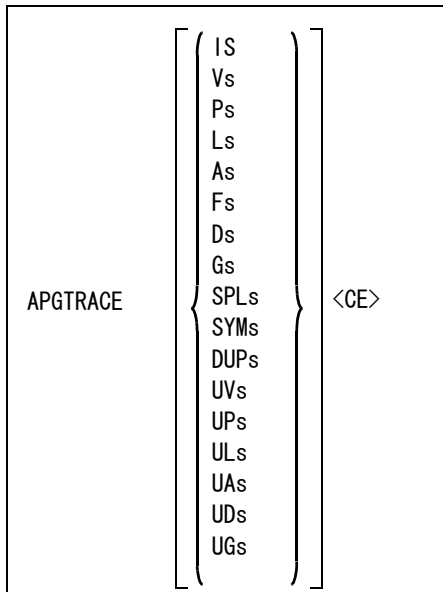 IS
Vs
Ps
Ls
As
Fs
Ds
Gs
APGTRACE SPLs <CE>
SYMs
DUPs
UVs
UPs
ULs
UAs
UDs
UGs